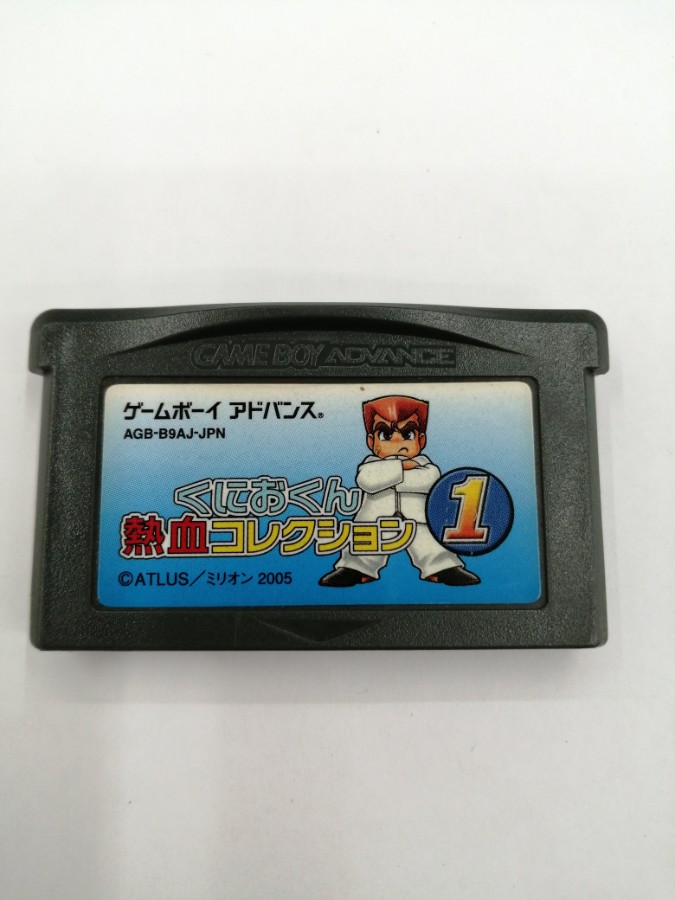 GAME BOY ADVANCE
ゲームボーイ アドバンス®
AGB-B9AJ-JPN
くにおくん
熱血コレクション 1
©ATLUS／ミリオン 2005